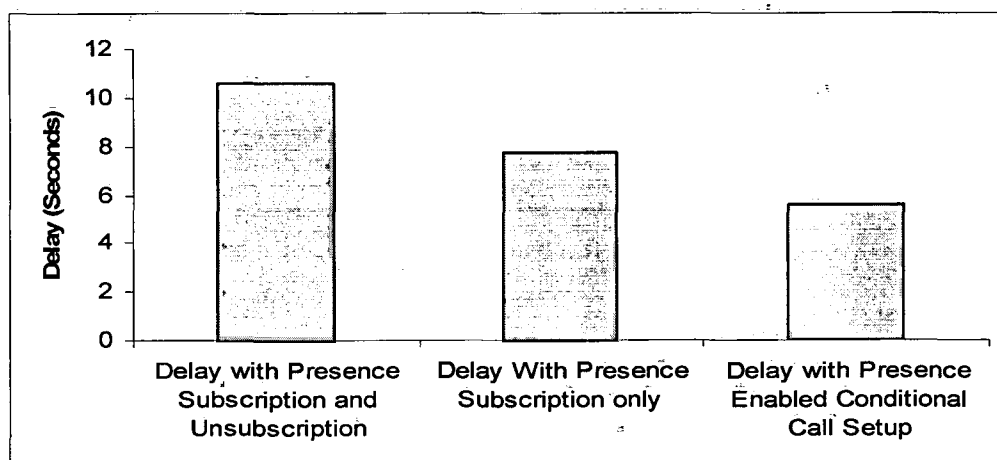 12
10
8
6
4
2
0
Delay (Seconds)
Delay with Presence
Subscription and
Unsubscription
Delay With Presence
Subscription only
Delay with Presence
Enabled Conditional
Call Setup